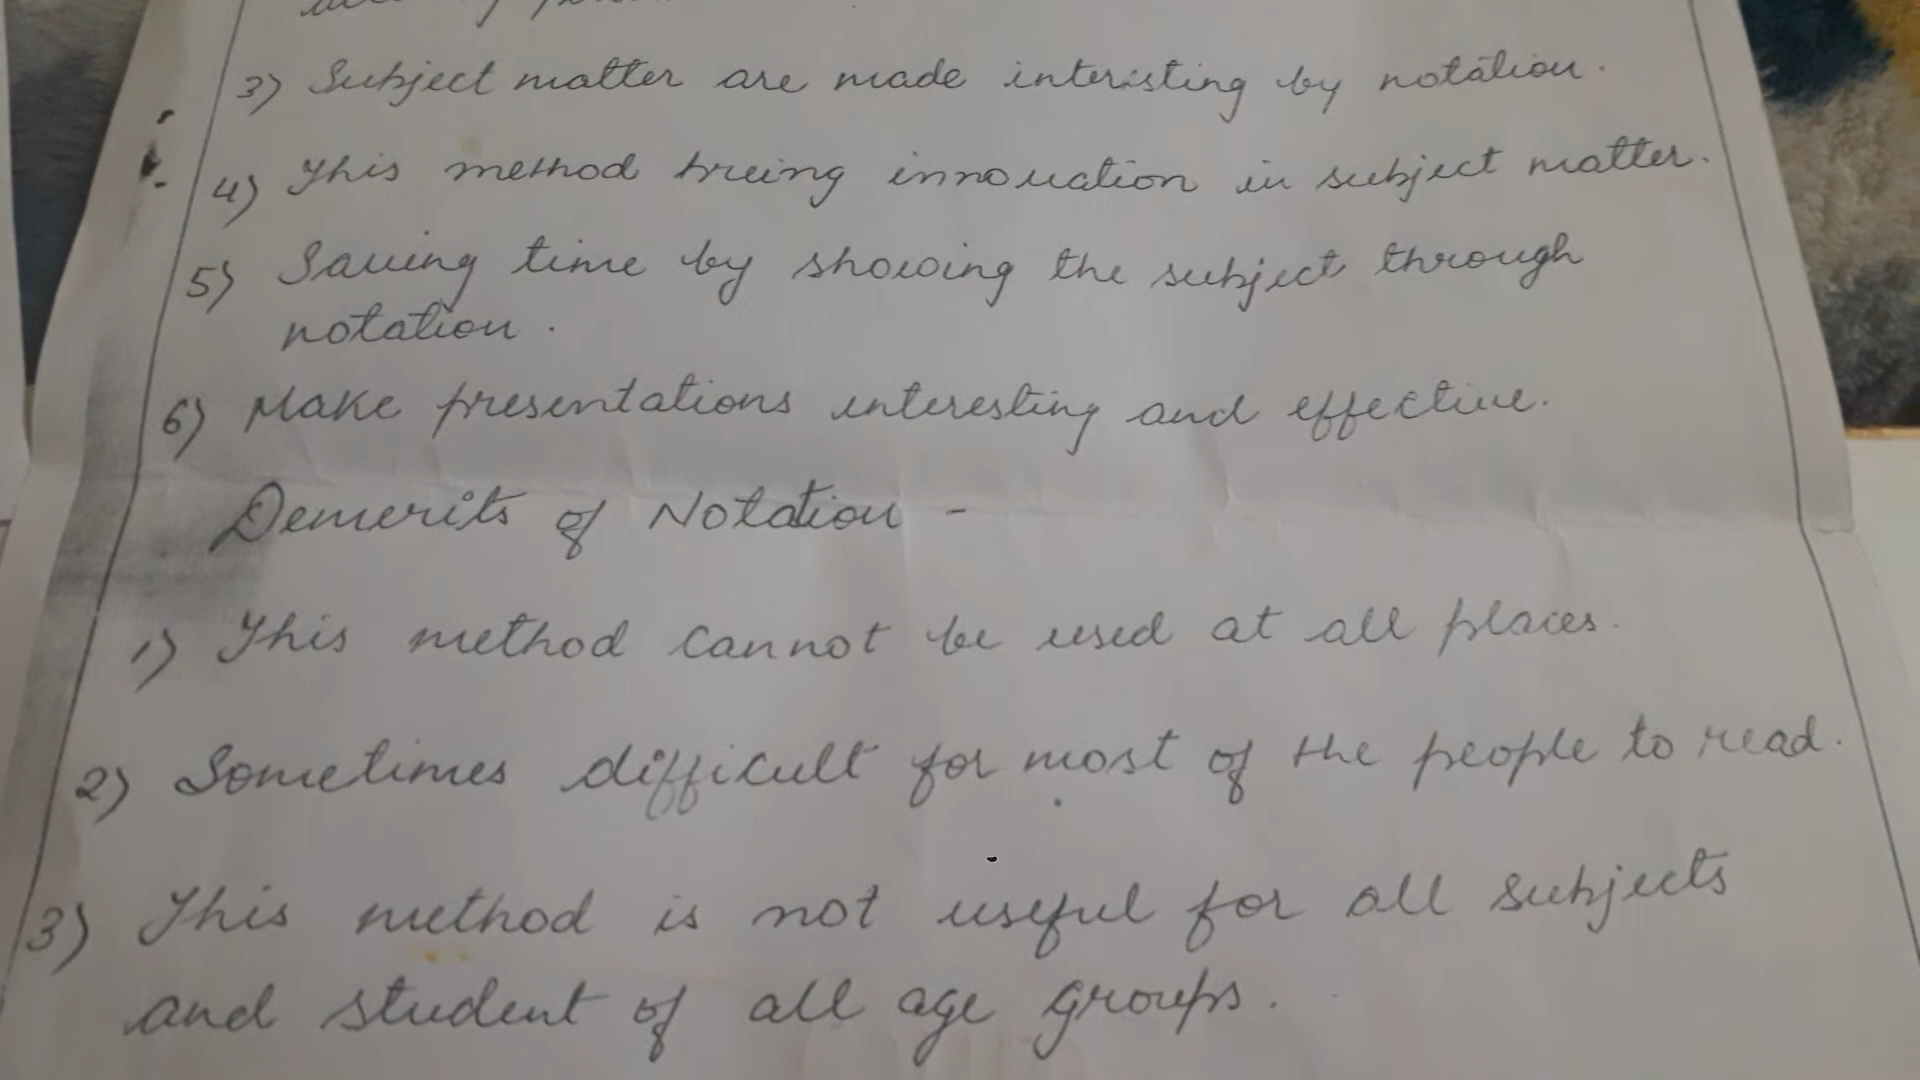 3) Subject matter are made interesting by notation.
4) This method bring innovation in subject matter.
5) Saving time by showing the subject through
notation.
6) Make presentations interesting and effective.
Demerits of Notation -
1) This method cannot be used at all places.
2) Sometimes difficult for most of the people to read.
3) This method is not useful for all subjects
and student of all age groups.